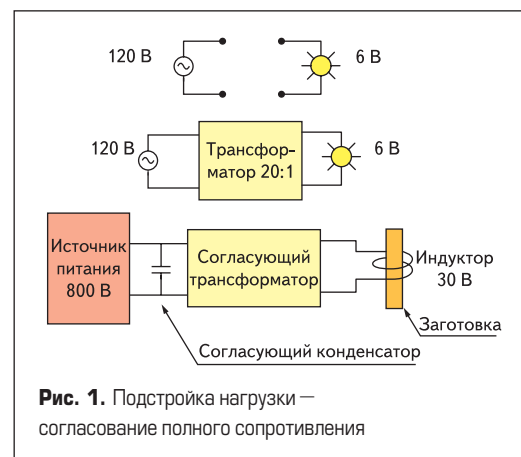 120 В
6 В
120 В
Трансфор-
матор 20:1
6 В
Источник
питания
800 В
Согласующий
трансформатор
Индуктор
30 В
Заготовка
Согласующий конденсатор
Рис. 1. Подстройка нагрузки —
согласование полного сопротивления